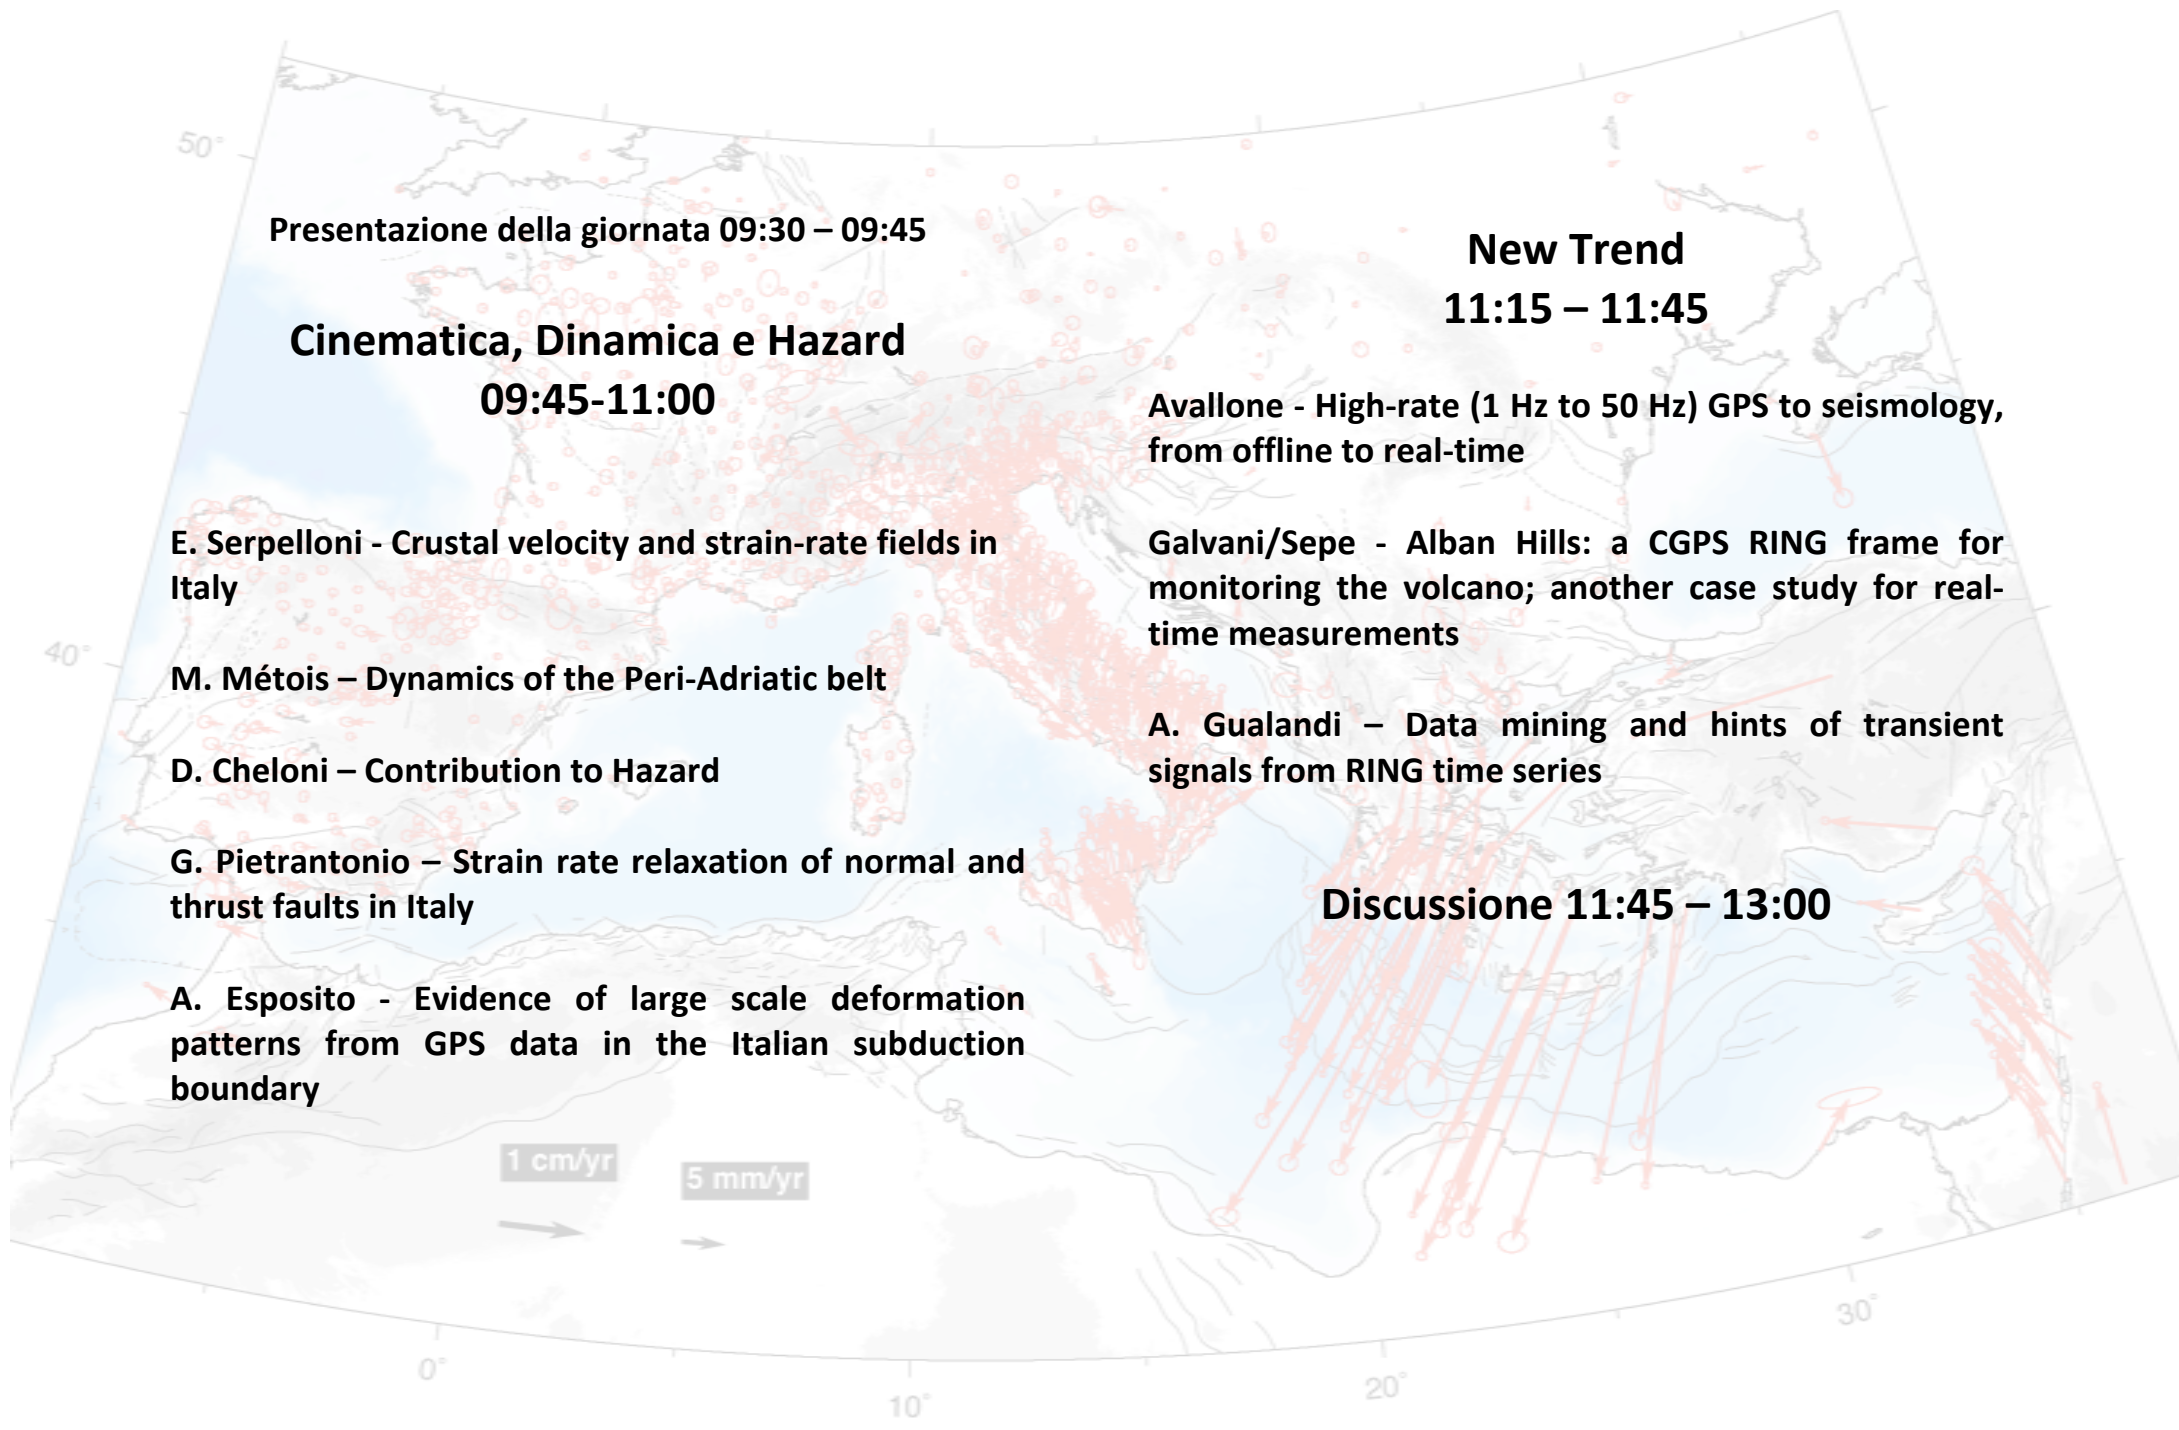 Presentazione della giornata 09:30 – 09:45
Cinematica, Dinamica e Hazard
09:45-11:00
E. Serpelloni - Crustal velocity and strain-rate fields in
Italy
M. Métois – Dynamics of the Peri-Adriatic belt
D. Cheloni – Contribution to Hazard
G. Pietrantonio – Strain rate relaxation of normal and
thrust faults in Italy
A. Esposito - Evidence of large scale deformation
patterns from GPS data in the Italian subduction
boundary
New Trend
11:15 – 11:45
Avallone - High-rate (1 Hz to 50 Hz) GPS to seismology,
from offline to real-time
Galvani/Sepe - Alban Hills: a CGPS RING frame for
monitoring the volcano; another case study for real-
time measurements
A. Gualandi – Data mining and hints of transient
signals from RING time series
Discussione 11:45 – 13:00
50°
40°
1 cm/yr
5 mm/yr
0°
10°
20°
30°